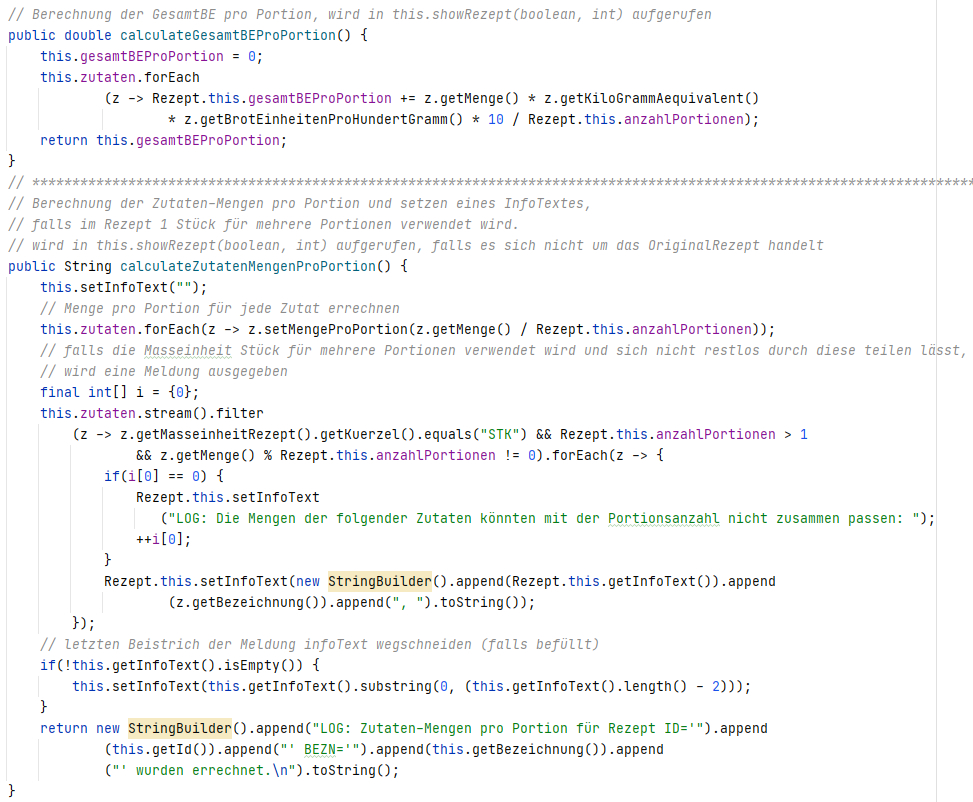 // Berechnung der GesamtBE pro Portion, wird in this.showRezept(boolean, int) aufgerufen
public double calculateGesamtBEProPortion() {
    this.gesamtBEProPortion = 0;
    this.zutaten.forEach
            (z -> Rezept.this.gesamtBEProPortion += z.getMenge() * z.getKiloGrammAequivalent()
                    * z.getBrotEinheitenProHundertGramm() * 10 / Rezept.this.anzahlPortionen);
    return this.gesamtBEProPortion;
}
// **********************************************************************************************************************
// Berechnung der Zutaten-Mengen pro Portion und setzen eines InfoTextes,
// falls im Rezept 1 Stück für mehrere Portionen verwendet wird.
// wird in this.showRezept(boolean, int) aufgerufen, falls es sich nicht um das OriginalRezept handelt
public String calculateZutatenMengenProPortion() {
    this.setInfoText("");
    // Menge pro Portion für jede Zutat errechnen
    this.zutaten.forEach(z -> z.setMengeProPortion(z.getMenge() / Rezept.this.anzahlPortionen));
    // falls die Masseinheit Stück für mehrere Portionen verwendet wird und sich nicht restlos durch diese teilen lässt,
    // wird eine Meldung ausgegeben
    final int[] i = {0};
    this.zutaten.stream().filter
        (z -> z.getMasseinheitRezept().getKuerzel().equals("STK") && Rezept.this.anzahlPortionen > 1
                && z.getMenge() % Rezept.this.anzahlPortionen != 0).forEach(z -> {
            if(i[0] == 0) {
                Rezept.this.setInfoText
                   ("LOG: Die Mengen der folgender Zutaten könnten mit der Portionsanzahl nicht zusammen passen: ");
                ++i[0];
            }
            Rezept.this.setInfoText(new StringBuilder().append(Rezept.this.getInfoText()).append
                    (z.getBezeichnung()).append(", ").toString());
        });
    // letzten Beistrich der Meldung infoText wegschneiden (falls befüllt)
    if(!this.getInfoText().isEmpty()) {
        this.setInfoText(this.getInfoText().substring(0, (this.getInfoText().length() - 2)));
    }
    return new StringBuilder().append("LOG: Zutaten-Mengen pro Portion für Rezept ID='").append
            (this.getId()).append("' BEZN='").append(this.getBezeichnung()).append
            ("' wurden errechnet.\n").toString();
}